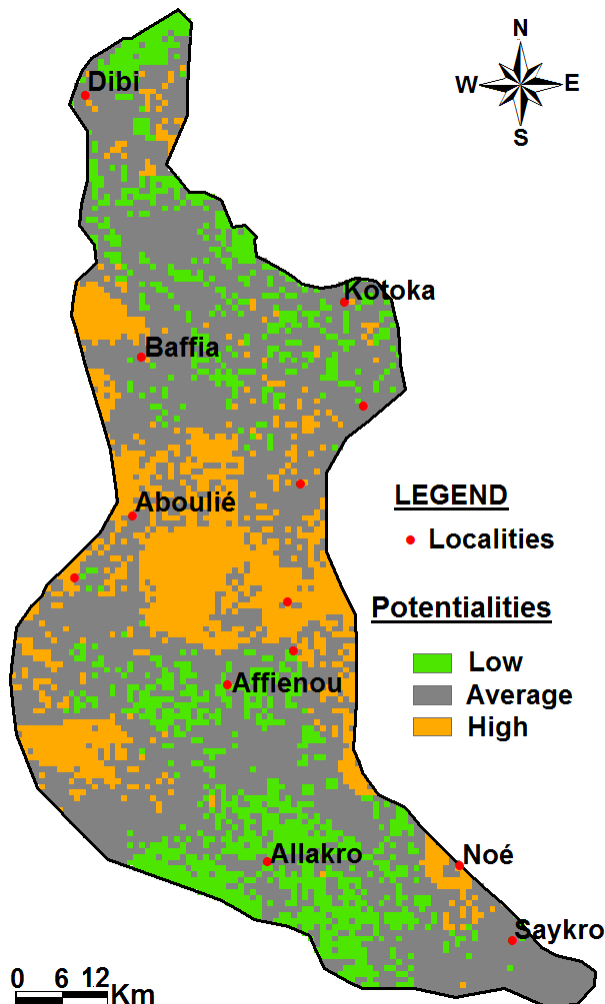 N
Dibi
W E
S
Kotoka
Baffia
Aboulié
LEGEND
Localities
Potentialities
Low
Affienou
Average
High
Allakro
Noé
Saykro
0 6 12
Km